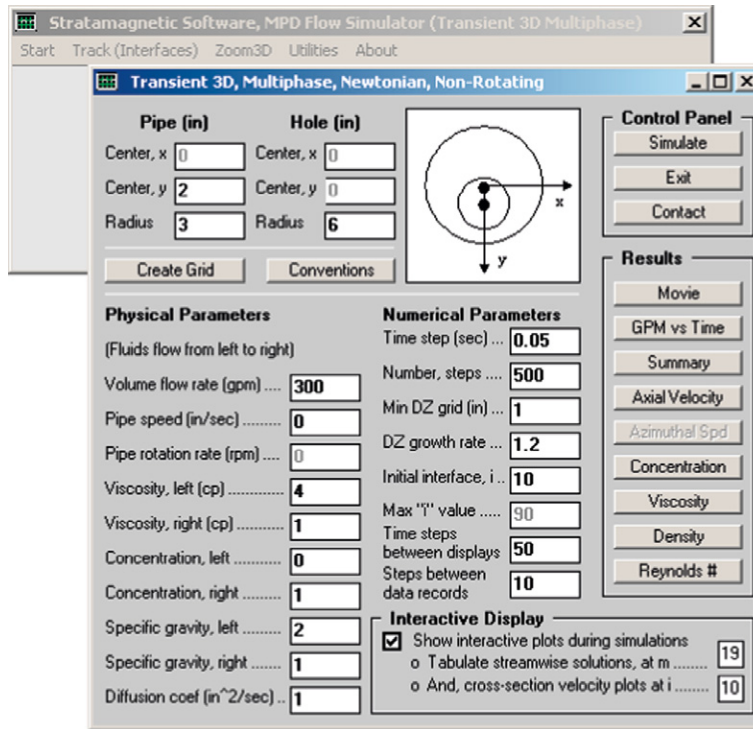 Stratamagnetic Software, MPD Flow Simulator (Transient 3D Multiphase)
Start Track (Interfaces) Zoom3D Utilities About
Transient 3D, Multiphase, Newtonian, Non-Rotating
Pipe (in) Hole (in)
Center, x 0 Center, x 0
Center, y 2 Center, y 0
Radius 3 Radius 6
Create Grid Conventions
x
y
Physical Parameters
(Fluids flow from left to right)
Volume flow rate (gpm) .... 300
Pipe speed (in/sec) ........... 0
Pipe rotation rate (rpm) .... 0
Viscosity, left (cp) ............. 4
Viscosity, right (cp) ........... 1
Concentration, left ............ 0
Concentration, right .......... 1
Specific gravity, left ......... 2
Specific gravity, right ....... 1
Diffusion coef (in^2/sec) .. 1
Numerical Parameters
Time step (sec) ... 0.05
Number, steps .... 500
Min DZ grid (in) ... 1
DZ growth rate ... 1.2
Initial interface, i .. 10
Max "i" value ..... 90
Time steps
between displays 50
Steps between
data records 10
Control Panel
Simulate
Exit
Contact
Results
Movie
GPM vs Time
Summary
Axial Velocity
Azimuthal Spd
Concentration
Viscosity
Density
Reynolds #
Interactive Display
Show interactive plots during simulations
o Tabulate streamwise solutions, at m ........ 19
o And, cross-section velocity plots at i ........ 10